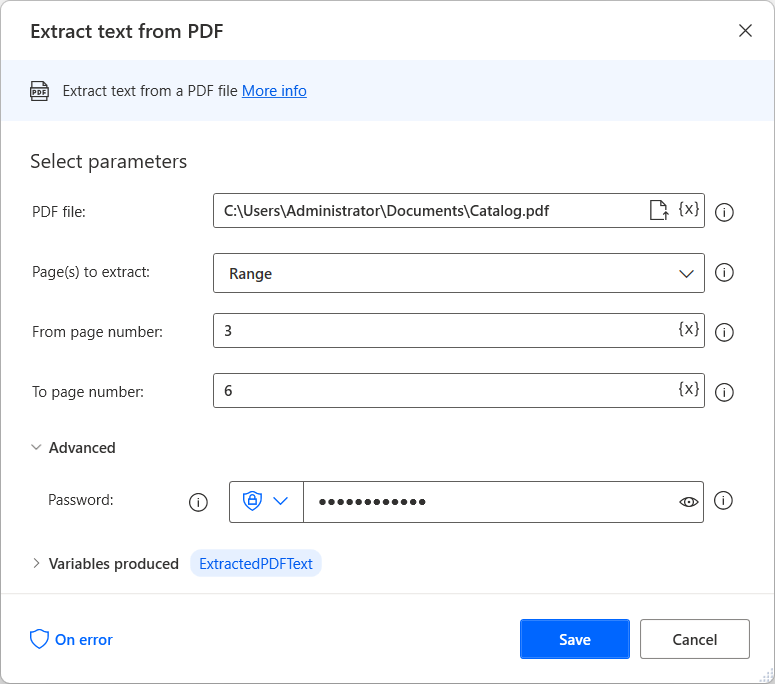 Extract text from PDF
PDF Extract text from a PDF file More info
Select parameters
PDF file: C:\Users\Administrator\Documents\Catalog.pdf {x}
Page(s) to extract: Range
From page number: 3 {x}
To page number: 6 {x}
Advanced
Password: ••••••••••••
Variables produced ExtractedPDFText
On error Save Cancel